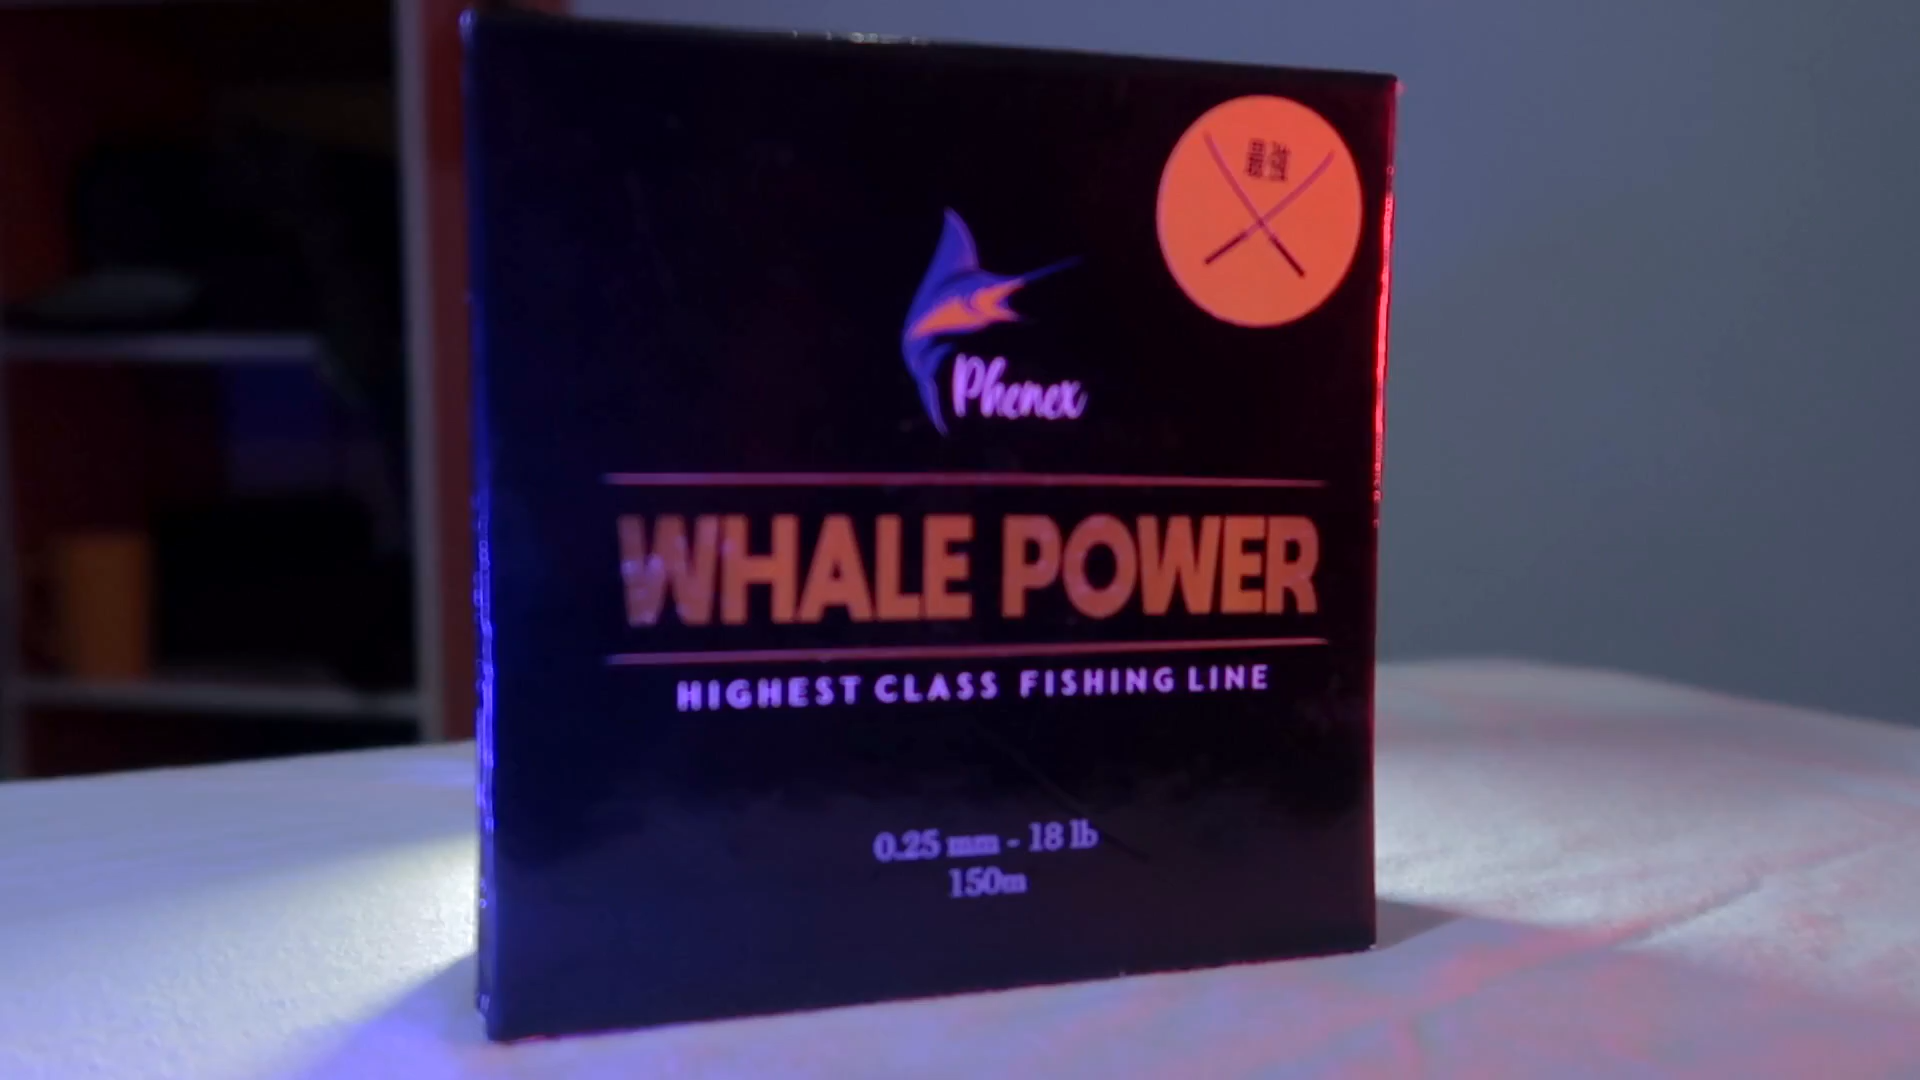 Phenex
WHALE POWER
HIGHEST CLASS FISHING LINE
0.25 mm - 18 lb
150m